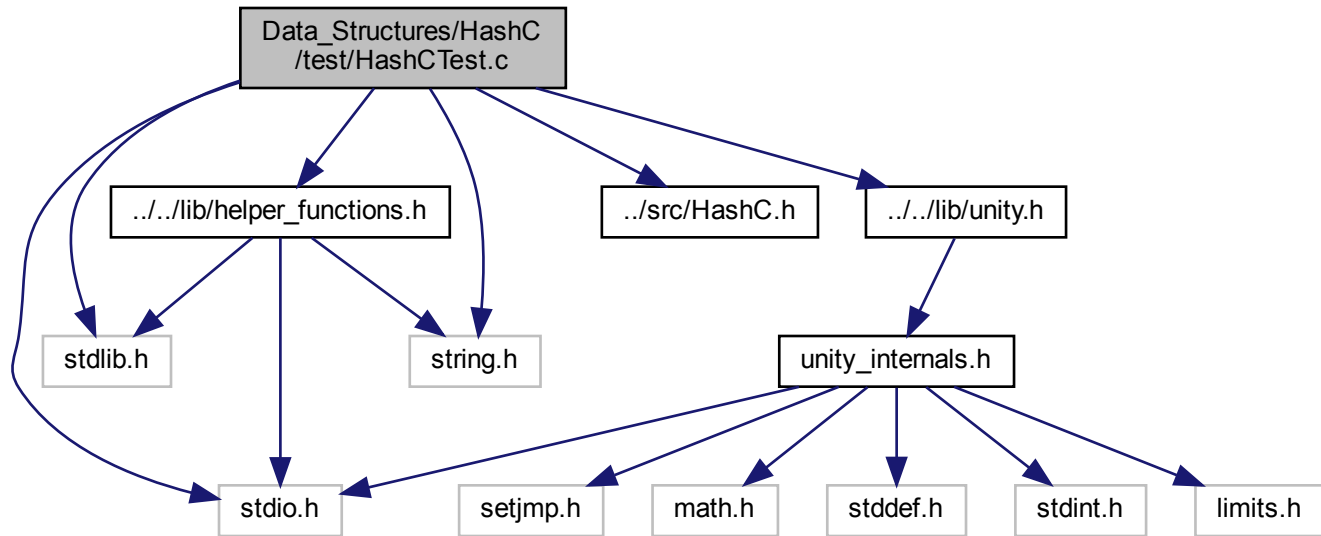 Data_Structures/HashC
/test/HashCTest.c
../../lib/helper_functions.h
../src/HashC.h
../../lib/unity.h
stdlib.h
string.h
unity_internals.h
stdio.h
setjmp.h
math.h
stddef.h
stdint.h
limits.h